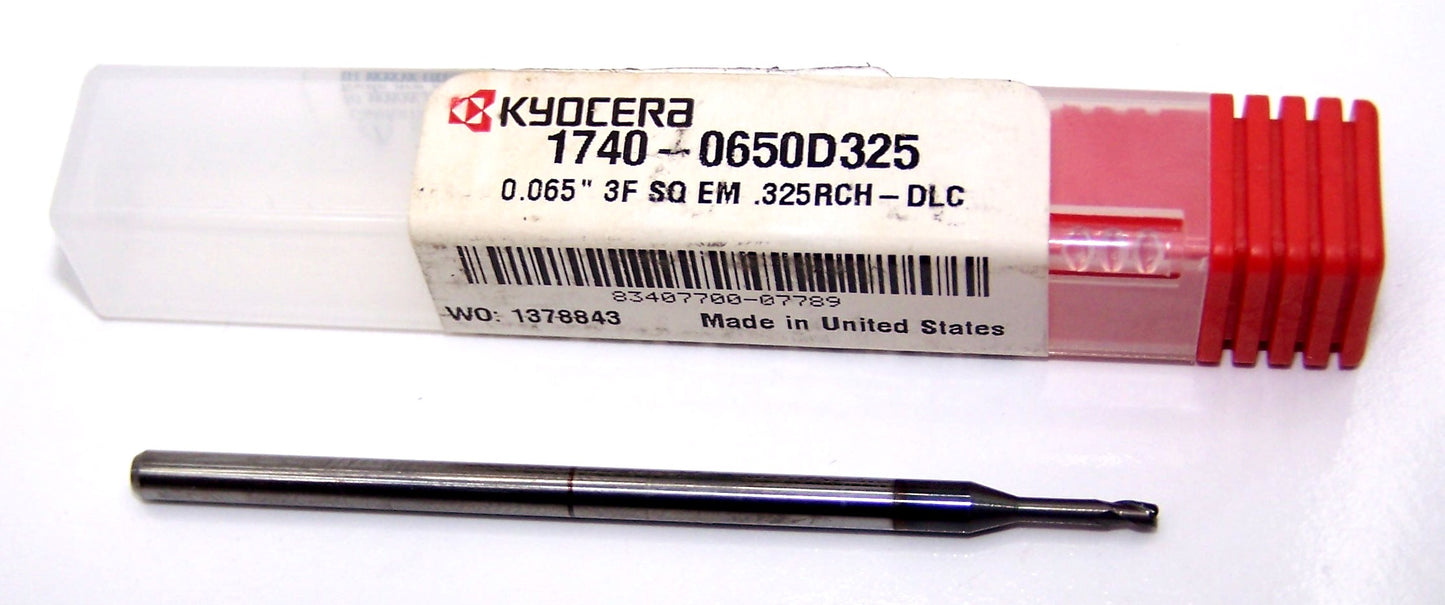 KYOCERA
1740-0650D325
0.065" 3F SQ EM .325RCH-DLC
83407700-07789
WO: 1378843 Made in United States